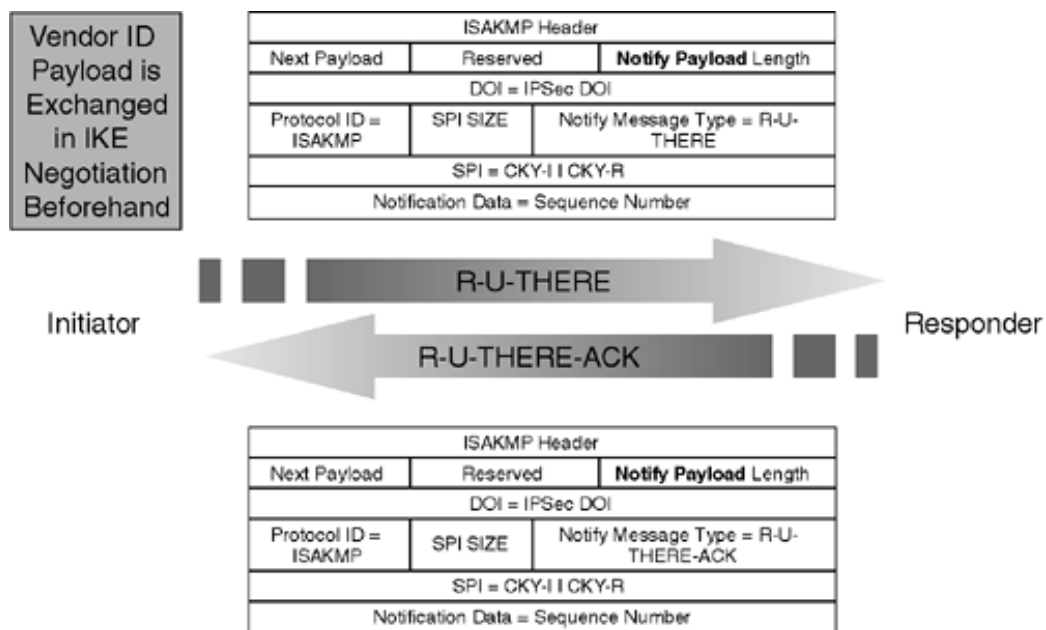 Vendor ID
Payload is
Exchanged
in IKE
Negotiation
Beforehand
ISAKMP Header
Next Payload Reserved Notify Payload Length
DOI = IPSec DOI
Protocol ID =
ISAKMP
SPI SIZE
Notify Message Type = R-U-
THERE
SPI = CKY-I I CKY-R
Notification Data = Sequence Number
R-U-THERE
Initiator
Responder
R-U-THERE-ACK
ISAKMP Header
Next Payload Reserved Notify Payload Length
DOI = IPSec DOI
Protocol ID =
ISAKMP
SPI SIZE
Notify Message Type = R-U-
THERE-ACK
SPI = CKY-I I CKY-R
Notification Data = Sequence Number